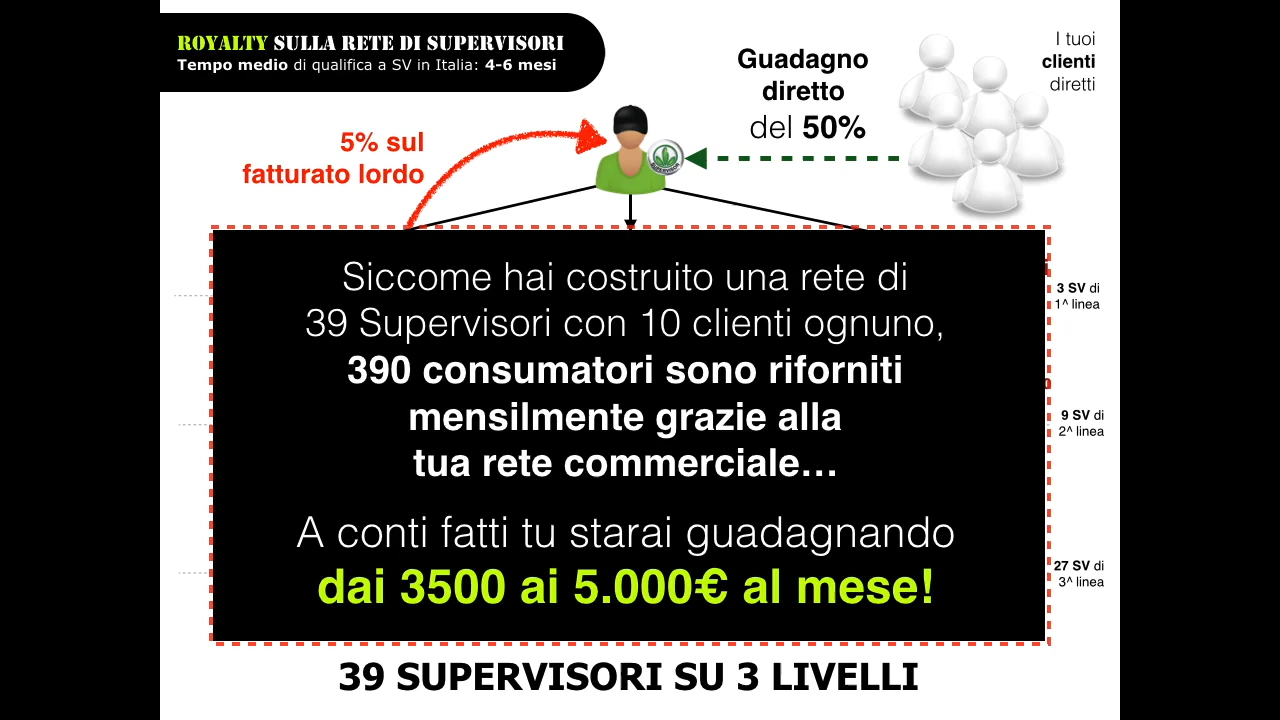 ROYALTY SULLA RETE DI SUPERVISORI
Tempo medio di qualifica a SV in Italia: 4-6 mesi
Guadagno
diretto
del 50%
I tuoi
clienti
diretti
5% sul
fatturato lordo
Siccome hai costruito una rete di
39 Supervisori con 10 clienti ognuno,
390 consumatori sono riforniti
mensilmente grazie alla
tua rete commerciale…
A conti fatti tu starai guadagnando
dai 3500 ai 5.000€ al mese!
3 SV di
1^ linea
9 SV di
2^ linea
27 SV di
3^ linea
39 SUPERVISORI SU 3 LIVELLI